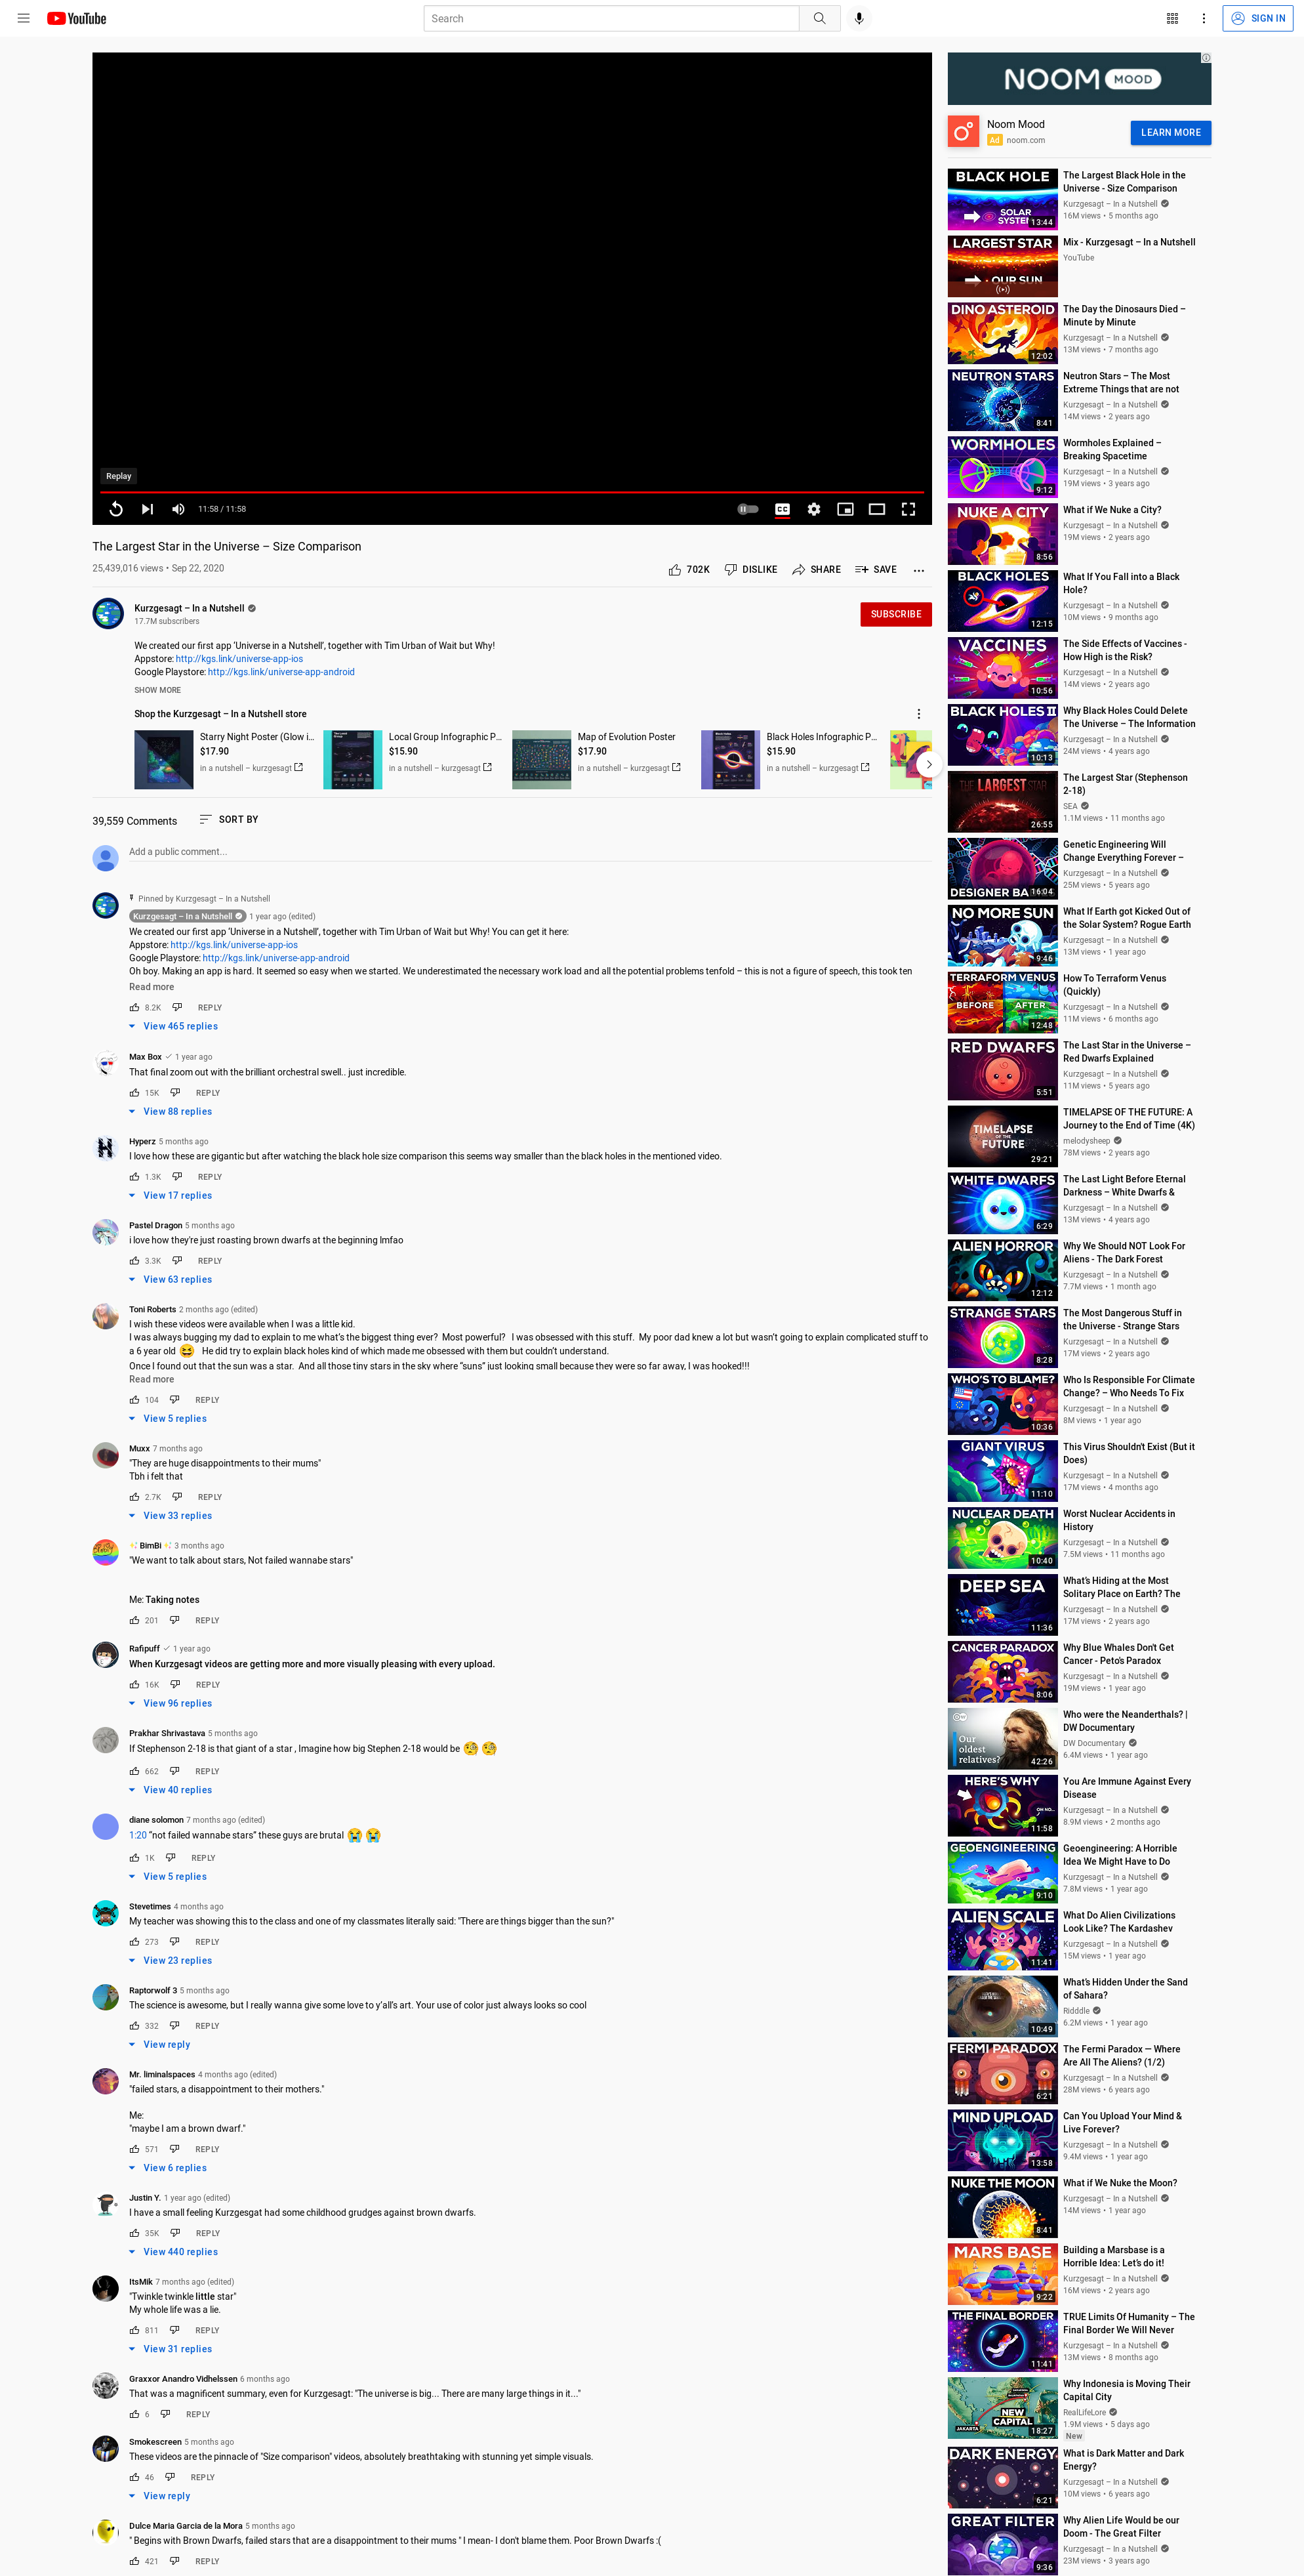 YouTube
Search
SIGN IN
Replay
11:58 / 11:58
CC
The Largest Star in the Universe – Size Comparison
25,439,016 views • Sep 22, 2020
702K
DISLIKE
SHARE
SAVE
Kurzgesagt – In a Nutshell
17.7M subscribers
SUBSCRIBE
We created our first app ‘Universe in a Nutshell’, together with Tim Urban of Wait but Why!
Appstore: http://kgs.link/universe-app-ios
Google Playstore: http://kgs.link/universe-app-android
SHOW MORE
Shop the Kurzgesagt – In a Nutshell store
Starry Night Poster (Glow i...
$17.90
in a nutshell – kurzgesagt
Local Group Infographic P...
$15.90
in a nutshell – kurzgesagt
Map of Evolution Poster
$17.90
in a nutshell – kurzgesagt
Black Holes Infographic P...
$15.90
in a nutshell – kurzgesagt
39,559 Comments
SORT BY
Add a public comment...
Pinned by Kurzgesagt – In a Nutshell
Kurzgesagt – In a Nutshell
1 year ago (edited)
We created our first app ‘Universe in a Nutshell’, together with Tim Urban of Wait but Why! You can get it here:
Appstore: http://kgs.link/universe-app-ios
Google Playstore: http://kgs.link/universe-app-android
Oh boy. Making an app is hard. It seemed so easy when we started. We underestimated the necessary work load and all the potential problems tenfold – this is not a figure of speech, this took ten
Read more
8.2K REPLY
View 465 replies
Max Box 1 year ago
That final zoom out with the brilliant orchestral swell.. just incredible.
15K REPLY
View 88 replies
Hyperz 5 months ago
I love how these are gigantic but after watching the black hole size comparison this seems way smaller than the black holes in the mentioned video.
1.3K REPLY
View 17 replies
Pastel Dragon 5 months ago
i love how they're just roasting brown dwarfs at the beginning lmfao
3.3K REPLY
View 63 replies
Toni Roberts 2 months ago (edited)
I wish these videos were available when I was a little kid.
I was always bugging my dad to explain to me what’s the biggest thing ever? Most powerful? I was obsessed with this stuff. My poor dad knew a lot but wasn’t going to explain complicated stuff to
a 6 year old 😆 He did try to explain black holes kind of which made me obsessed with them but couldn’t understand.
Once I found out that the sun was a star. And all those tiny stars in the sky where “suns” just looking small because they were so far away, I was hooked!!!
Read more
104 REPLY
View 5 replies
Muxx 7 months ago
"They are huge disappointments to their mums"
Tbh i felt that
2.7K REPLY
View 33 replies
✨ BimBi ✨ 3 months ago
"We want to talk about stars, Not failed wannabe stars"
Me: Taking notes
201 REPLY
Rafipuff 1 year ago
When Kurzgesagt videos are getting more and more visually pleasing with every upload.
16K REPLY
View 96 replies
Prakhar Shrivastava 5 months ago
If Stephenson 2-18 is that giant of a star , Imagine how big Stephen 2-18 would be 🧐 🧐
662 REPLY
View 40 replies
diane solomon 7 months ago (edited)
1:20 “not failed wannabe stars” these guys are brutal 😭 😭
1K REPLY
View 5 replies
Stevetimes 4 months ago
My teacher was showing this to the class and one of my classmates literally said: "There are things bigger than the sun?"
273 REPLY
View 23 replies
Raptorwolf 3 5 months ago
The science is awesome, but I really wanna give some love to y’all’s art. Your use of color just always looks so cool
332 REPLY
View reply
Mr. liminalspaces 4 months ago (edited)
"failed stars, a disappointment to their mothers."
Me:
"maybe I am a brown dwarf."
571 REPLY
View 6 replies
Justin Y. 1 year ago (edited)
I have a small feeling Kurzgesgat had some childhood grudges against brown dwarfs.
35K REPLY
View 440 replies
ItsMik 7 months ago (edited)
"Twinkle twinkle little star"
My whole life was a lie.
811 REPLY
View 31 replies
Graxxor Anandro Vidhelssen 6 months ago
That was a magnificent summary, even for Kurzgesagt: "The universe is big... There are many large things in it..."
6 REPLY
Smokescreen 5 months ago
These videos are the pinnacle of "Size comparison" videos, absolutely breathtaking with stunning yet simple visuals.
46 REPLY
View reply
Dulce Maria Garcia de la Mora 5 months ago
" Begins with Brown Dwarfs, failed stars that are a disappointment to their mums " I mean- I don't blame them. Poor Brown Dwarfs :(
421 REPLY
NOOM MOOD
Noom Mood
Ad noom.com
LEARN MORE
BLACK HOLE
SOLAR SYSTEM
13:44
The Largest Black Hole in the
Universe - Size Comparison
Kurzgesagt – In a Nutshell
16M views • 5 months ago
LARGEST STAR
OUR SUN
Mix - Kurzgesagt – In a Nutshell
YouTube
DINO ASTEROID
12:02
The Day the Dinosaurs Died –
Minute by Minute
Kurzgesagt – In a Nutshell
13M views • 7 months ago
NEUTRON STARS
8:41
Neutron Stars – The Most
Extreme Things that are not
Kurzgesagt – In a Nutshell
14M views • 2 years ago
WORMHOLES
9:12
Wormholes Explained –
Breaking Spacetime
Kurzgesagt – In a Nutshell
19M views • 3 years ago
NUKE A CITY
8:56
What if We Nuke a City?
Kurzgesagt – In a Nutshell
19M views • 2 years ago
BLACK HOLES
12:15
What If You Fall into a Black
Hole?
Kurzgesagt – In a Nutshell
10M views • 9 months ago
VACCINES
10:56
The Side Effects of Vaccines -
How High is the Risk?
Kurzgesagt – In a Nutshell
14M views • 2 years ago
BLACK HOLES II
10:13
Why Black Holes Could Delete
The Universe – The Information
Kurzgesagt – In a Nutshell
24M views • 4 years ago
THE LARGEST STAR
26:55
The Largest Star (Stephenson
2-18)
SEA
1.1M views • 11 months ago
DESIGNER BA
16:04
Genetic Engineering Will
Change Everything Forever –
Kurzgesagt – In a Nutshell
25M views • 5 years ago
NO MORE SUN
9:46
What If Earth got Kicked Out of
the Solar System? Rogue Earth
Kurzgesagt – In a Nutshell
13M views • 1 year ago
TERRAFORM VENUS
BEFORE AFTER
12:48
How To Terraform Venus
(Quickly)
Kurzgesagt – In a Nutshell
11M views • 6 months ago
RED DWARFS
5:51
The Last Star in the Universe –
Red Dwarfs Explained
Kurzgesagt – In a Nutshell
11M views • 5 years ago
TIMELAPSE
OF THE
FUTURE
29:21
TIMELAPSE OF THE FUTURE: A
Journey to the End of Time (4K)
melodysheep
78M views • 2 years ago
WHITE DWARFS
6:29
The Last Light Before Eternal
Darkness – White Dwarfs &
Kurzgesagt – In a Nutshell
13M views • 4 years ago
ALIEN HORROR
12:12
Why We Should NOT Look For
Aliens - The Dark Forest
Kurzgesagt – In a Nutshell
7.7M views • 1 month ago
STRANGE STARS
8:28
The Most Dangerous Stuff in
the Universe - Strange Stars
Kurzgesagt – In a Nutshell
17M views • 2 years ago
WHO'S TO BLAME?
10:36
Who Is Responsible For Climate
Change? – Who Needs To Fix
Kurzgesagt – In a Nutshell
8M views • 1 year ago
GIANT VIRUS
11:10
This Virus Shouldn't Exist (But it
Does)
Kurzgesagt – In a Nutshell
17M views • 4 months ago
NUCLEAR DEATH
10:40
Worst Nuclear Accidents in
History
Kurzgesagt – In a Nutshell
7.5M views • 11 months ago
DEEP SEA
11:36
What’s Hiding at the Most
Solitary Place on Earth? The
Kurzgesagt – In a Nutshell
17M views • 2 years ago
CANCER PARADOX
8:06
Why Blue Whales Don't Get
Cancer - Peto's Paradox
Kurzgesagt – In a Nutshell
19M views • 1 year ago
Our
oldest
relatives?
42:26
Who were the Neanderthals? |
DW Documentary
DW Documentary
6.4M views • 1 year ago
HERE'S WHY
OH NO...
11:58
You Are Immune Against Every
Disease
Kurzgesagt – In a Nutshell
8.9M views • 2 months ago
GEOENGINEERING
9:10
Geoengineering: A Horrible
Idea We Might Have to Do
Kurzgesagt – In a Nutshell
7.8M views • 1 year ago
ALIEN SCALE
11:41
What Do Alien Civilizations
Look Like? The Kardashev
Kurzgesagt – In a Nutshell
15M views • 1 year ago
10:49
What’s Hidden Under the Sand
of Sahara?
Ridddle
6.2M views • 1 year ago
FERMI PARADOX
6:21
The Fermi Paradox — Where
Are All The Aliens? (1/2)
Kurzgesagt – In a Nutshell
28M views • 6 years ago
MIND UPLOAD
13:58
Can You Upload Your Mind &
Live Forever?
Kurzgesagt – In a Nutshell
9.4M views • 1 year ago
NUKE THE MOON
8:41
What if We Nuke the Moon?
Kurzgesagt – In a Nutshell
14M views • 1 year ago
MARS BASE
9:22
Building a Marsbase is a
Horrible Idea: Let’s do it!
Kurzgesagt – In a Nutshell
16M views • 2 years ago
THE FINAL BORDER
11:41
TRUE Limits Of Humanity – The
Final Border We Will Never
Kurzgesagt – In a Nutshell
13M views • 8 months ago
NEW
CAPITAL
JAKARTA
18:27
Why Indonesia is Moving Their
Capital City
RealLifeLore
1.9M views • 5 days ago
New
DARK ENERGY
6:21
What is Dark Matter and Dark
Energy?
Kurzgesagt – In a Nutshell
10M views • 6 years ago
GREAT FILTER
9:36
Why Alien Life Would be our
Doom - The Great Filter
Kurzgesagt – In a Nutshell
23M views • 3 years ago